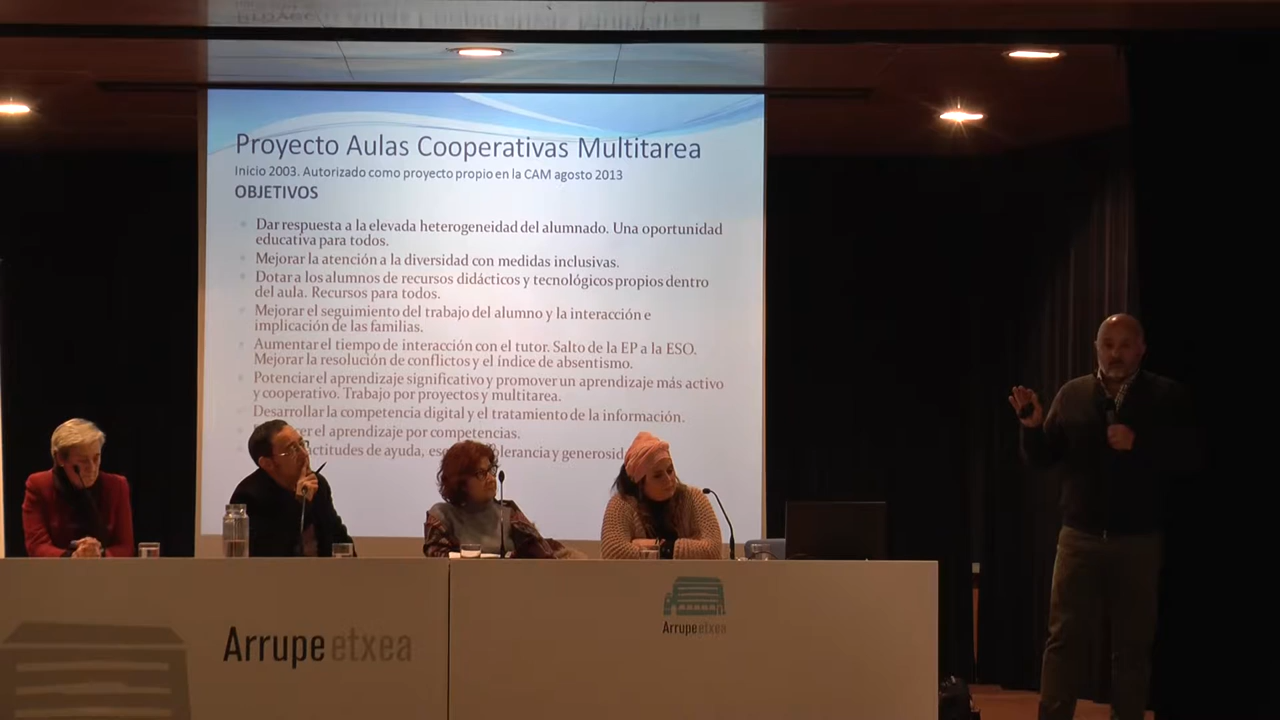 Proyecto Aulas Cooperativas Multitarea
Inicio 2003. Autorizado como proyecto propio en la CAM agosto 2013
OBJETIVOS
Dar respuesta a la elevada heterogeneidad del alumnado. Una oportunidad
educativa para todos.
Mejorar la atención a la diversidad con medidas inclusivas.
Dotar a los alumnos de recursos didácticos y tecnológicos propios dentro
del aula. Recursos para todos.
Mejorar el seguimiento del trabajo del alumno y la interacción e
implicación de las familias.
Aumentar el tiempo de interacción con el tutor. Salto de la EP a la ESO.
Mejorar la resolución de conflictos y el índice de absentismo.
Potenciar el aprendizaje significativo y promover un aprendizaje más activo
y cooperativo. Trabajo por proyectos y multitarea.
Desarrollar la competencia digital y el tratamiento de la información.
el aprendizaje por competencias.
actitudes de ayuda,
y
Arrupe etxea
Arrupe etxea